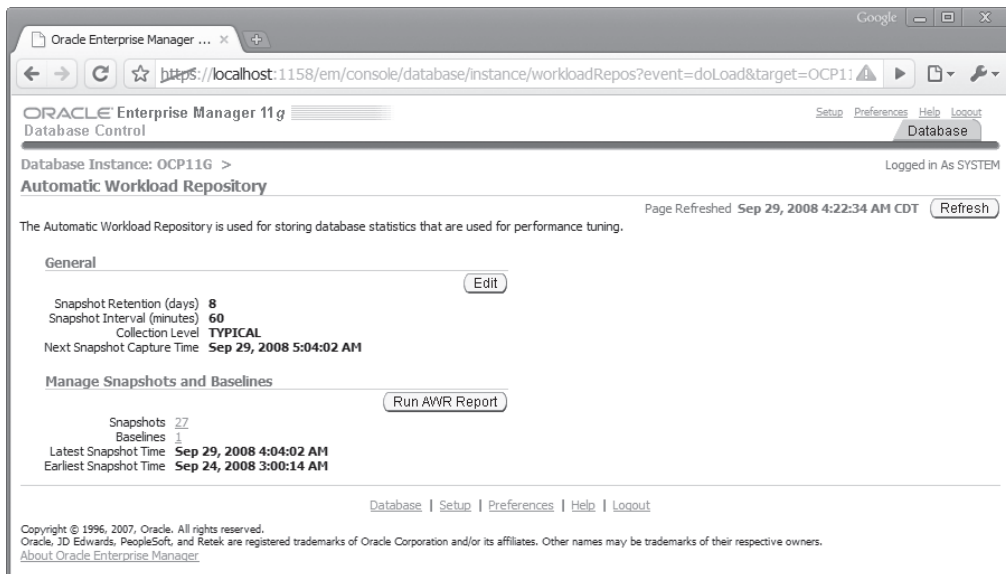 Google
Oracle Enterprise Manager ...
https://localhost:1158/em/console/database/instance/workloadRepos?event=doLoad&target=OCP11
ORACLE Enterprise Manager 11g
Database Control
Setup Preferences Help Logout
Database
Database Instance: OCP11G >
Logged in As SYSTEM
Automatic Workload Repository
Page Refreshed Sep 29, 2008 4:22:34 AM CDT Refresh
The Automatic Workload Repository is used for storing database statistics that are used for performance tuning.
General
Edit
Snapshot Retention (days) 8
Snapshot Interval (minutes) 60
Collection Level TYPICAL
Next Snapshot Capture Time Sep 29, 2008 5:04:02 AM
Manage Snapshots and Baselines
Run AWR Report
Snapshots 27
Baselines 1
Latest Snapshot Time Sep 29, 2008 4:04:02 AM
Earliest Snapshot Time Sep 24, 2008 3:00:14 AM
Database | Setup | Preferences | Help | Logout
Copyright © 1996, 2007, Oracle. All rights reserved.
Oracle, JD Edwards, PeopleSoft, and Retek are registered trademarks of Oracle Corporation and/or its affiliates. Other names may be trademarks of their respective owners.
About Oracle Enterprise Manager